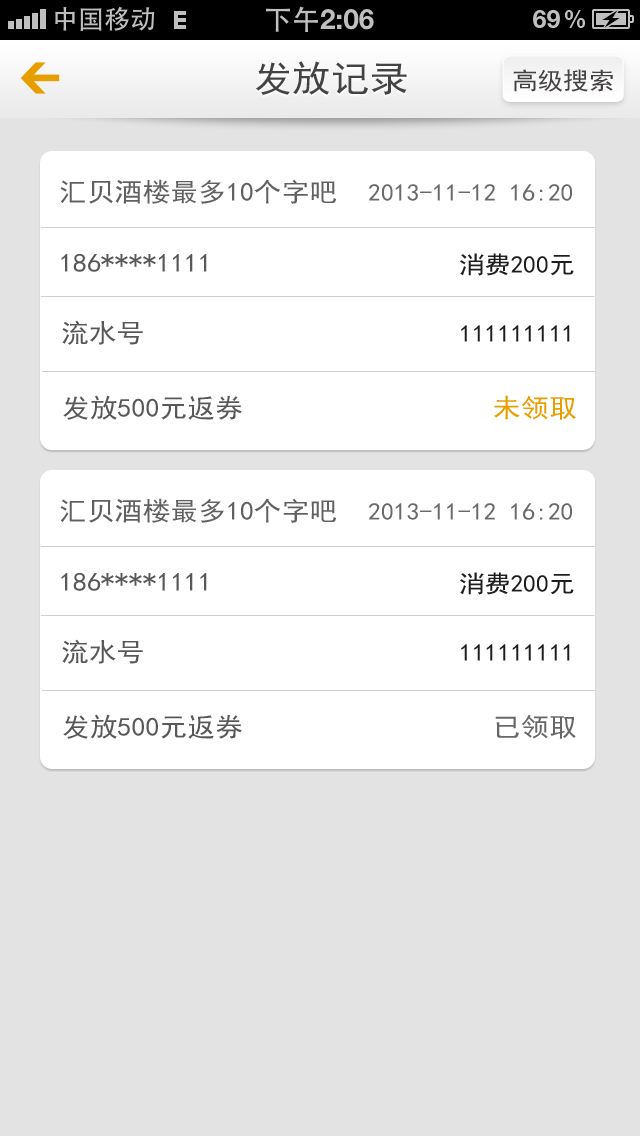 中国移动 E 下午2:06 69%
发放记录 高级搜索
汇贝酒楼最多10个字吧 2013-11-12 16:20
186****1111 消费200元
流水号 111111111
发放500元返券 未领取
汇贝酒楼最多10个字吧 2013-11-12 16:20
186****1111 消费200元
流水号 111111111
发放500元返券 已领取